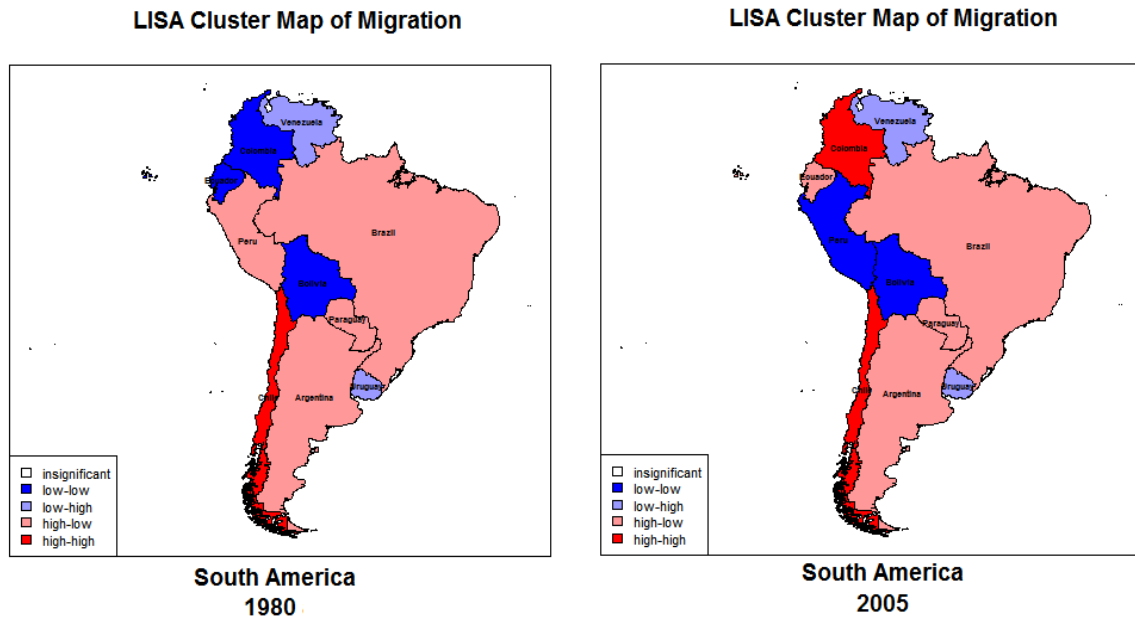 LISA Cluster Map of Migration
Venezuela
Colombia
Ecuador
Peru
Brazil
Bolivia
Paraguay
Chile
Argentina
Uruguay
insignificant
low-low
low-high
high-low
high-high
South America
1980
LISA Cluster Map of Migration
Venezuela
Colombia
Ecuador
Peru
Brazil
Bolivia
Paraguay
Chile
Argentina
Uruguay
insignificant
low-low
low-high
high-low
high-high
South America
2005